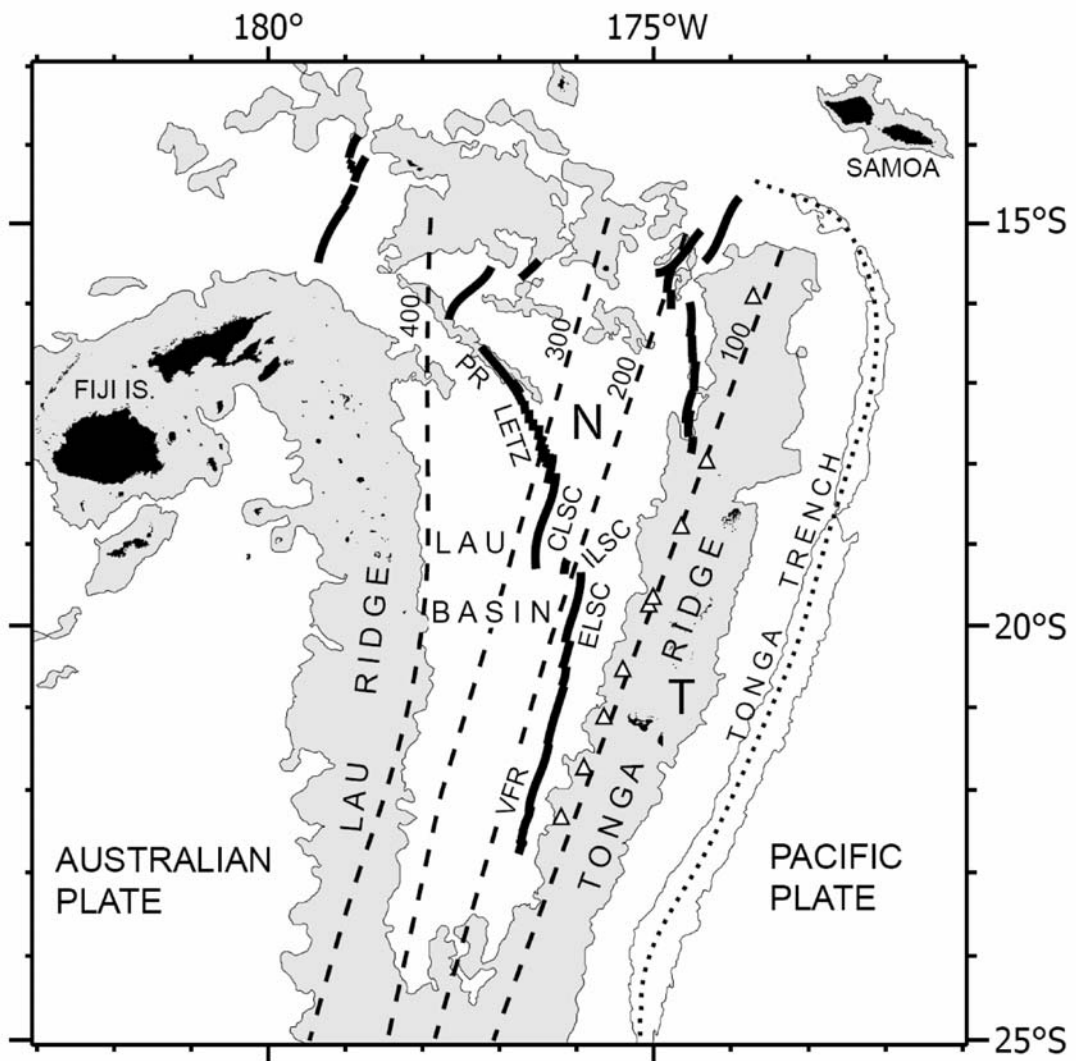 180°
175°W
SAMOA
15°S
400
300
200
100
FIJI IS.
PR
LETZ
N
CLSC
ILSC
LAU
BASIN
ELSC
20°S
LAU RIDGE
TONGA RIDGE
T
TONGA TRENCH
VFR
AUSTRALIAN
PLATE
PACIFIC
PLATE
25°S